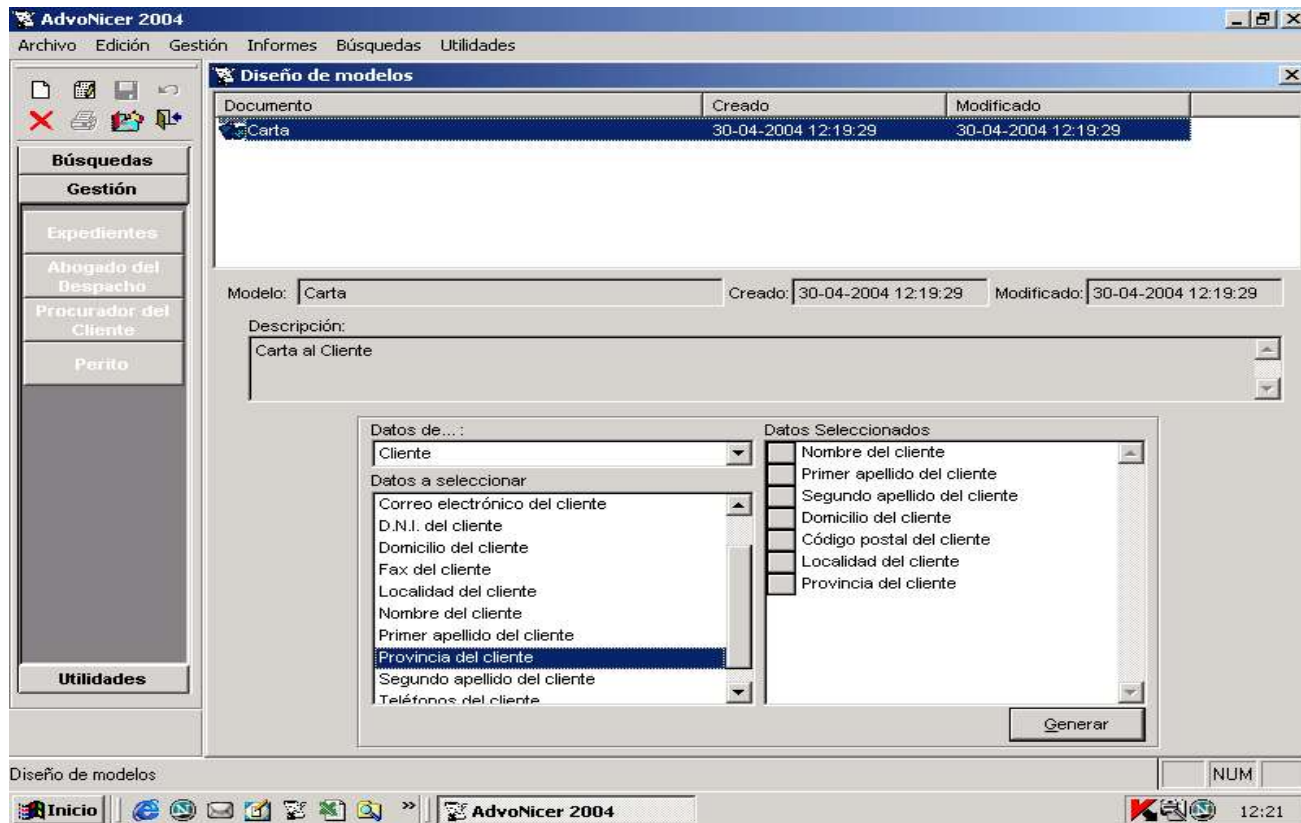 AdvoNicer 2004
Archivo Edición Gestión Informes Búsquedas Utilidades
Diseño de modelos
Documento Creado Modificado
Carta 30-04-2004 12:19:29 30-04-2004 12:19:29
Búsquedas
Gestión
Expedientes
Abogado del
Despacho
Procurador del
Cliente
Perito
Utilidades
Modelo: Carta Creado: 30-04-2004 12:19:29 Modificado: 30-04-2004 12:19:29
Descripción:
Carta al Cliente
Datos de... :
Cliente
Datos a seleccionar
Correo electrónico del cliente
D.N.I. del cliente
Domicilio del cliente
Fax del cliente
Localidad del cliente
Nombre del cliente
Primer apellido del cliente
Provincia del cliente
Segundo apellido del cliente
Teléfonos del cliente
Datos Seleccionados
Nombre del cliente
Primer apellido del cliente
Segundo apellido del cliente
Domicilio del cliente
Código postal del cliente
Localidad del cliente
Provincia del cliente
Generar
Diseño de modelos NUM
Inicio » AdvoNicer 2004 12:21